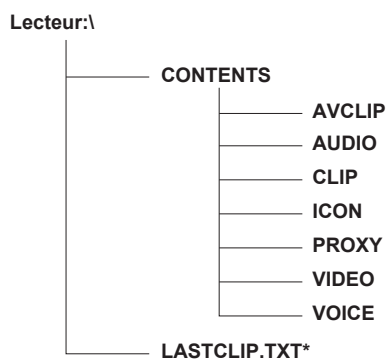 Lecteur:\
CONTENTS
AVCLIP
AUDIO
CLIP
ICON
PROXY
VIDEO
VOICE
LASTCLIP.TXT*